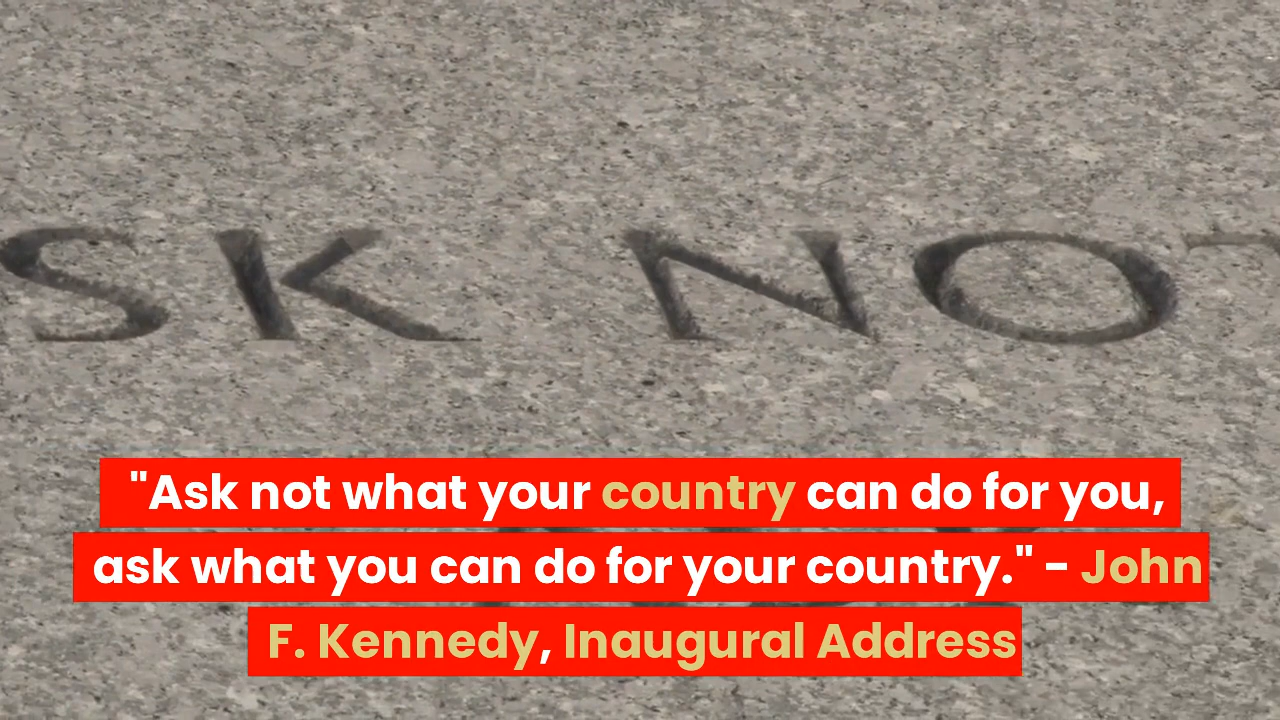 SK NOT
"Ask not what your country can do for you,
ask what you can do for your country." - John
F. Kennedy, Inaugural Address